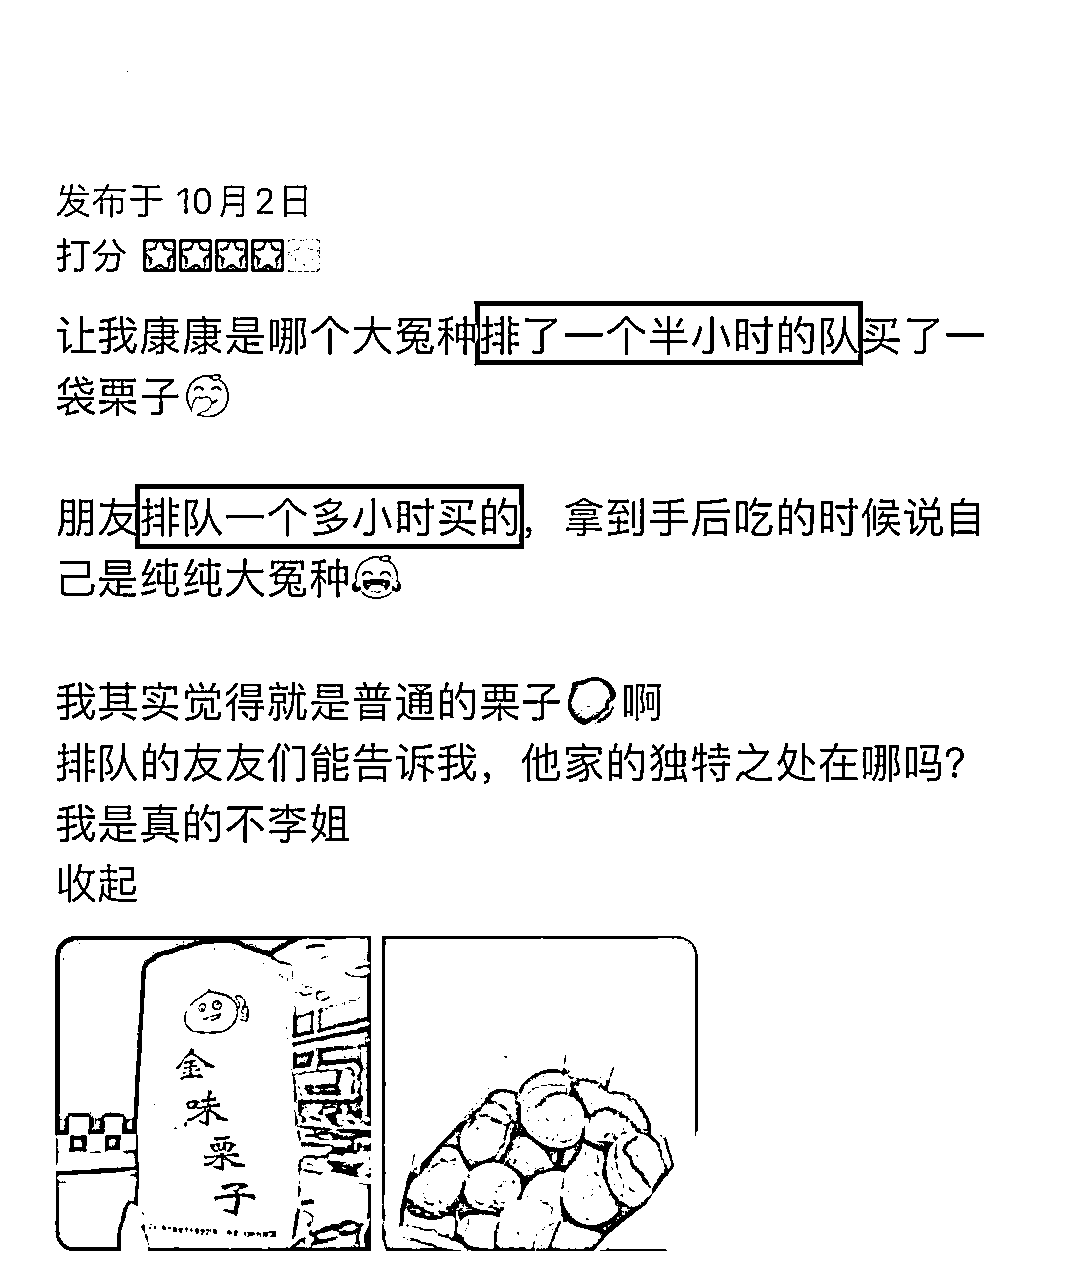 发布于 10月2日
打分
让我康康是哪个大冤种排了一个半小时的队买了一
袋栗子
朋友排队一个多小时买的，拿到手后吃的时候说自
己是纯纯大冤种
我其实觉得就是普通的栗子🌰啊
排队的友友们能告诉我，他家的独特之处在哪吗？
我是真的不李姐
收起
金
味
栗
子